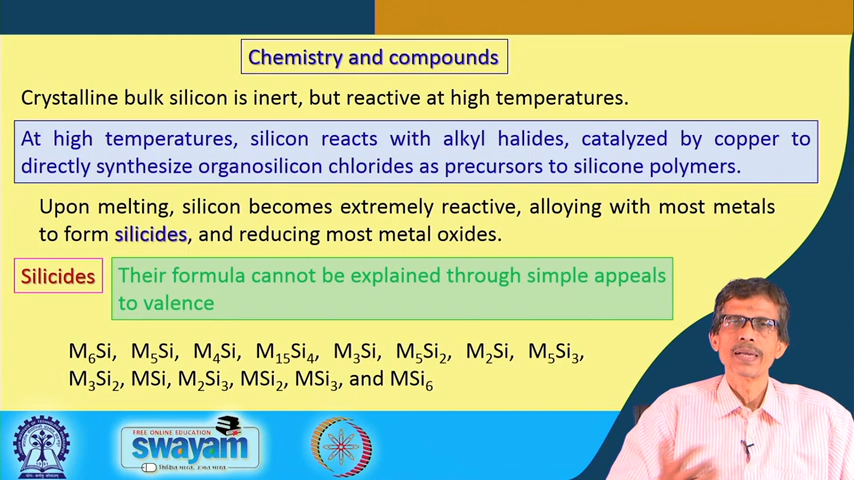 Chemistry and compounds
Crystalline bulk silicon is inert, but reactive at high temperatures.
At high temperatures, silicon reacts with alkyl halides, catalyzed by copper to
directly synthesize organosilicon chlorides as precursors to silicone polymers.
Upon melting, silicon becomes extremely reactive, alloying with most metals
to form silicides, and reducing most metal oxides.
Silicides
Their formula cannot be explained through simple appeals
to valence
M₆Si, M₅Si, M₄Si, M₁₅Si₄, M₃Si, M₅Si₂, M₂Si, M₅Si₃,
M₃Si₂, MSi, M₂Si₃, MSi₂, MSi₃, and MSi₆
FREE ONLINE EDUCATION
swayam